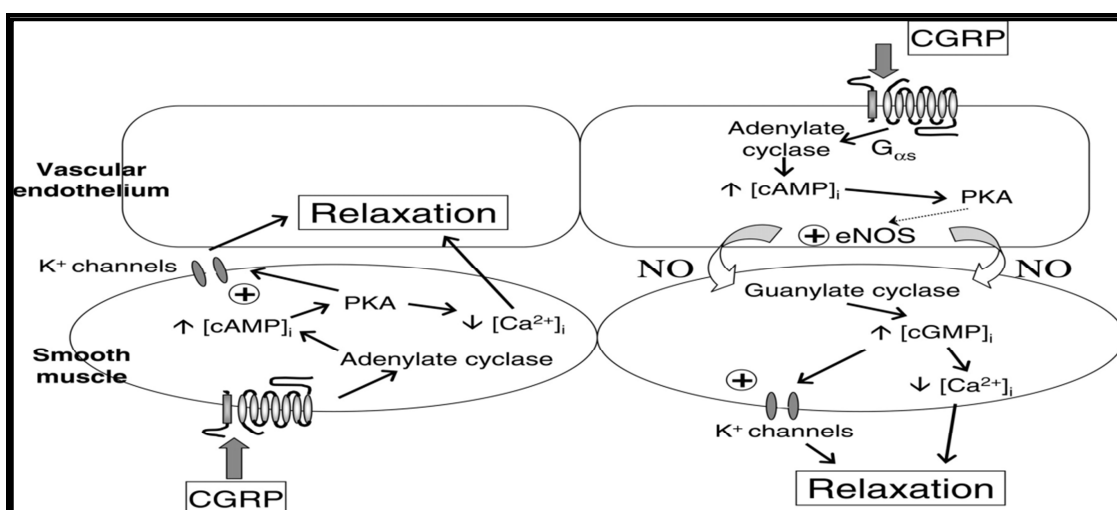 CGRP
Adenylate
cyclase
Gαs
↑ [cAMP]i
PKA
+ eNOS
NO
NO
Vascular
endothelium
Relaxation
K+ channels
+
PKA
↑ [cAMP]i
↓ [Ca2+]i
Adenylate cyclase
Smooth
muscle
CGRP
Guanylate cyclase
↑ [cGMP]i
+
↓ [Ca2+]i
K+ channels
Relaxation